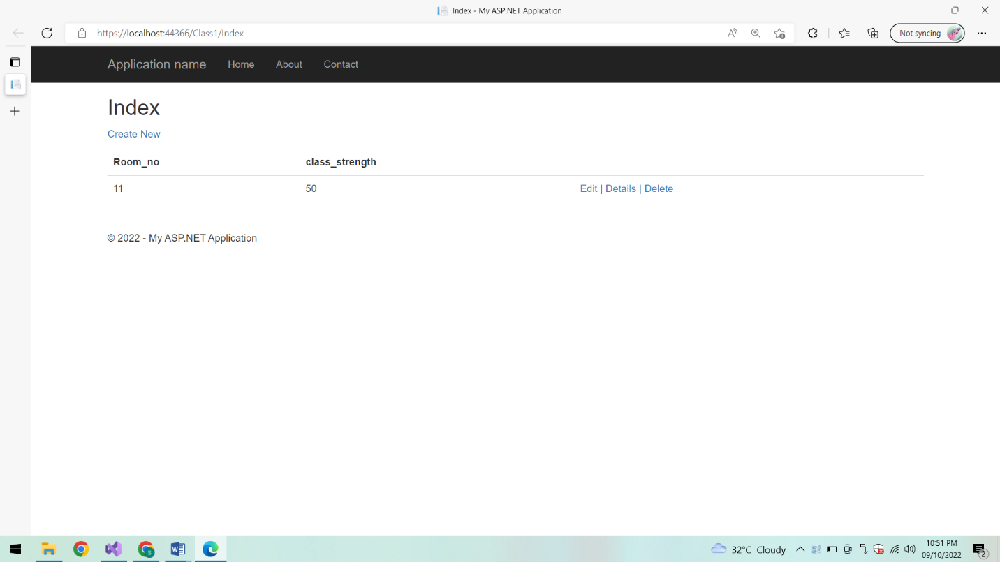 Index - My ASP.NET Application
https://localhost:44366/Class1/Index
Not syncing
Application name Home About Contact
Index
Create New
Room_no class_strength
11 50 Edit | Details | Delete
© 2022 - My ASP.NET Application
32°C Cloudy
10:51 PM
09/10/2022
2